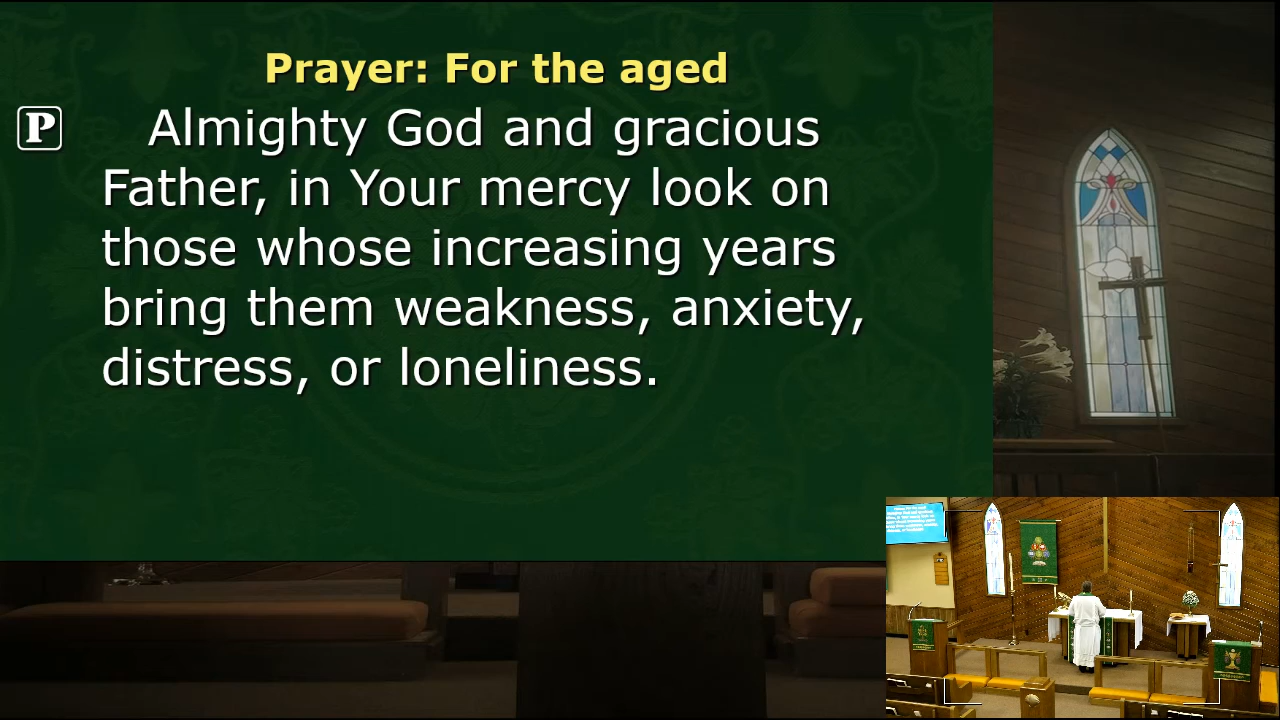 Prayer: For the aged
P Almighty God and gracious
Father, in Your mercy look on
those whose increasing years
bring them weakness, anxiety,
distress, or loneliness.